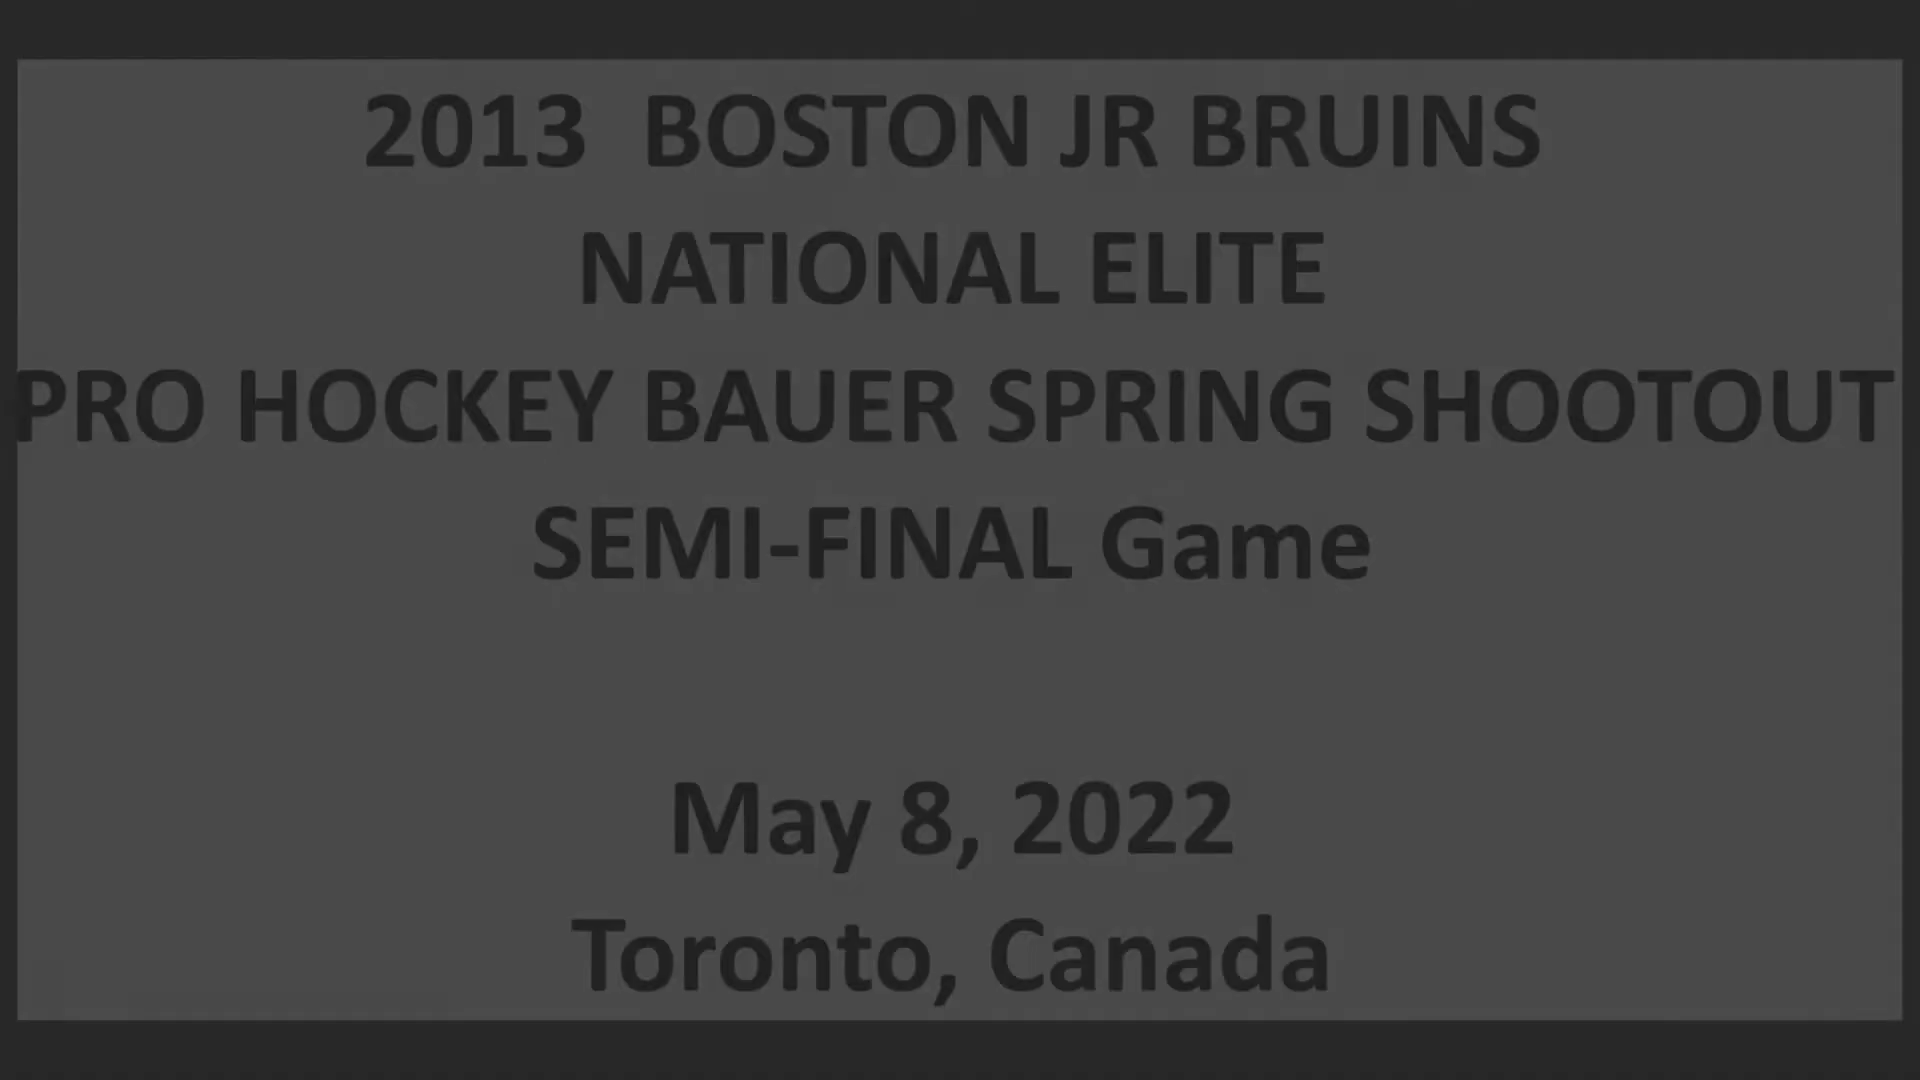 2013  BOSTON JR BRUINS
NATIONAL ELITE
PRO HOCKEY BAUER SPRING SHOOTOUT
SEMI-FINAL Game
May 8, 2022
Toronto, Canada